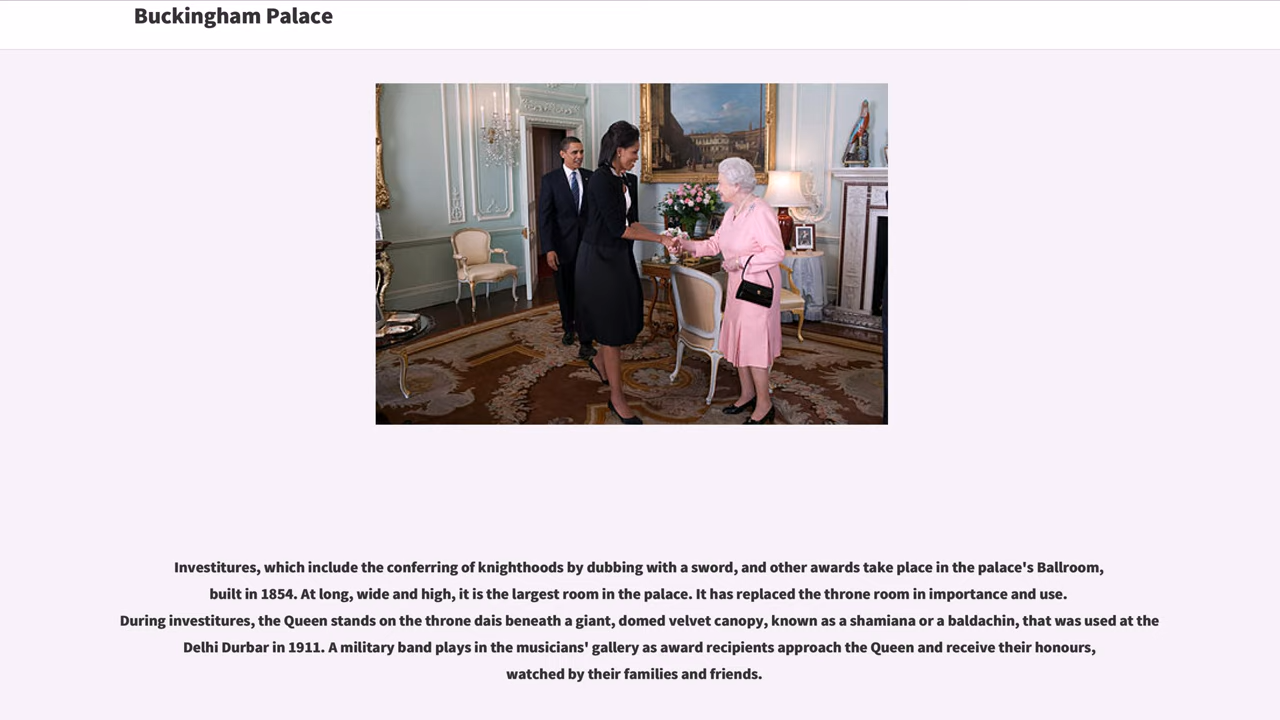 Buckingham Palace
Investitures, which include the conferring of knighthoods by dubbing with a sword, and other awards take place in the palace's Ballroom,
built in 1854. At long, wide and high, it is the largest room in the palace. It has replaced the throne room in importance and use.
During investitures, the Queen stands on the throne dais beneath a giant, domed velvet canopy, known as a shamiana or a baldachin, that was used at the
Delhi Durbar in 1911. A military band plays in the musicians' gallery as award recipients approach the Queen and receive their honours,
watched by their families and friends.